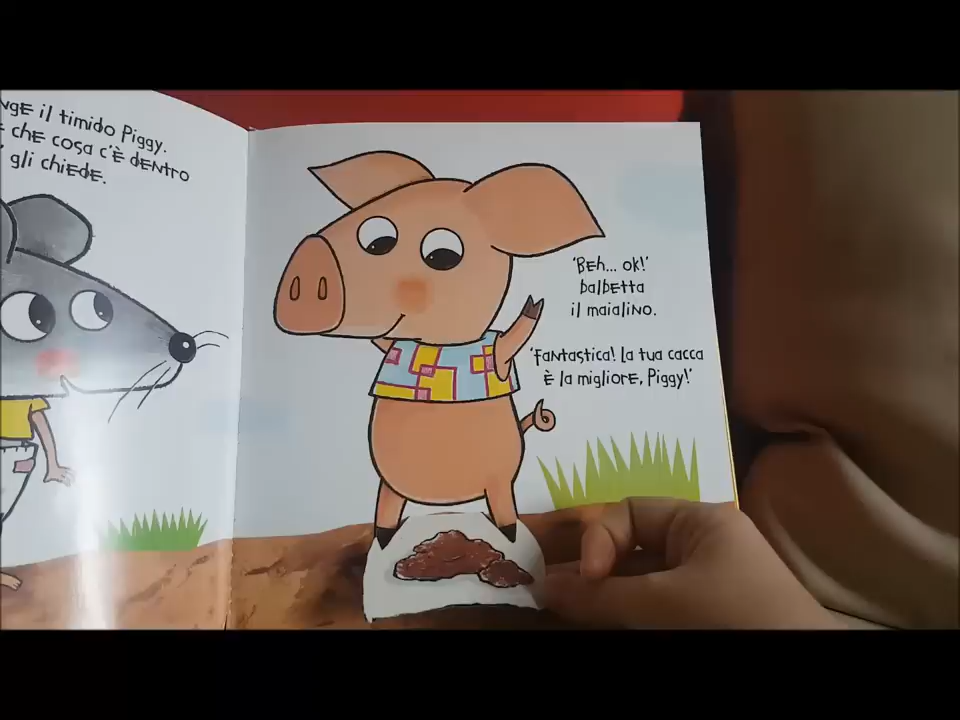 il timido Piggy.
che cosa c'è dentro
gli chiede.
'Beh... ok!'
balbetta
il maialino.
'Fantastica! La tua cacca
è la migliore, Piggy!'